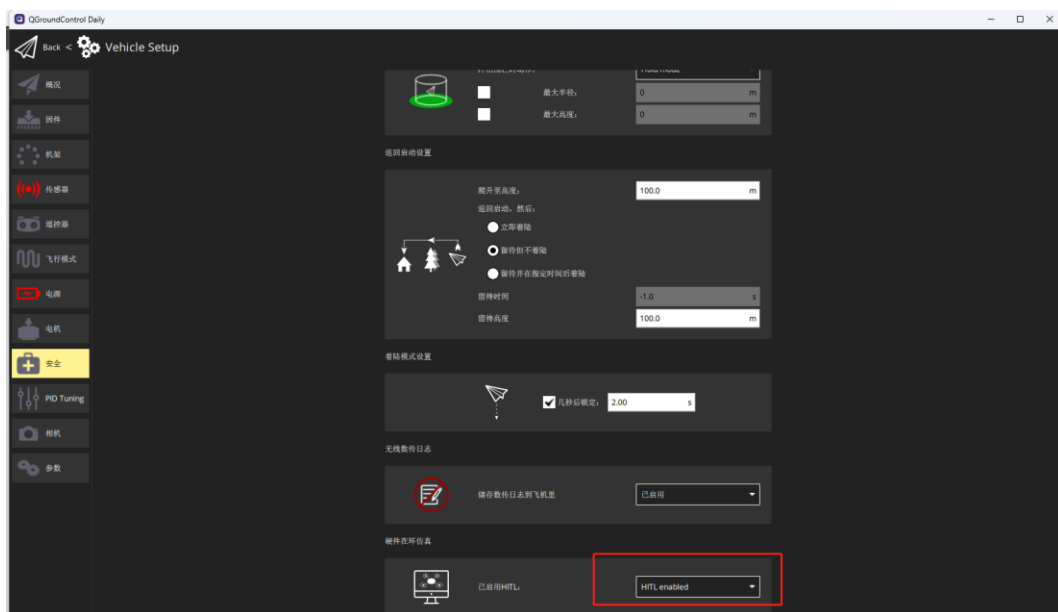 QGroundControl Daily
Back < Vehicle Setup
概况
固件
机架
传感器
遥控器
飞行模式
电源
电机
安全
PID Tuning
相机
参数
Hold mode
最大半径: 0 m
最大高度: 0 m
返回启动设置
爬升至高度: 100.0 m
返回启动，然后:
立即着陆
留待但不着陆
留待并在指定时间后着陆
留待时间 -1.0 s
留待高度 100.0 m
着陆模式设置
几秒后锁定: 2.00 s
无线数传日志
储存数传日志到飞机里 已启用
硬件在环仿真
已启用HITL: HITL enabled